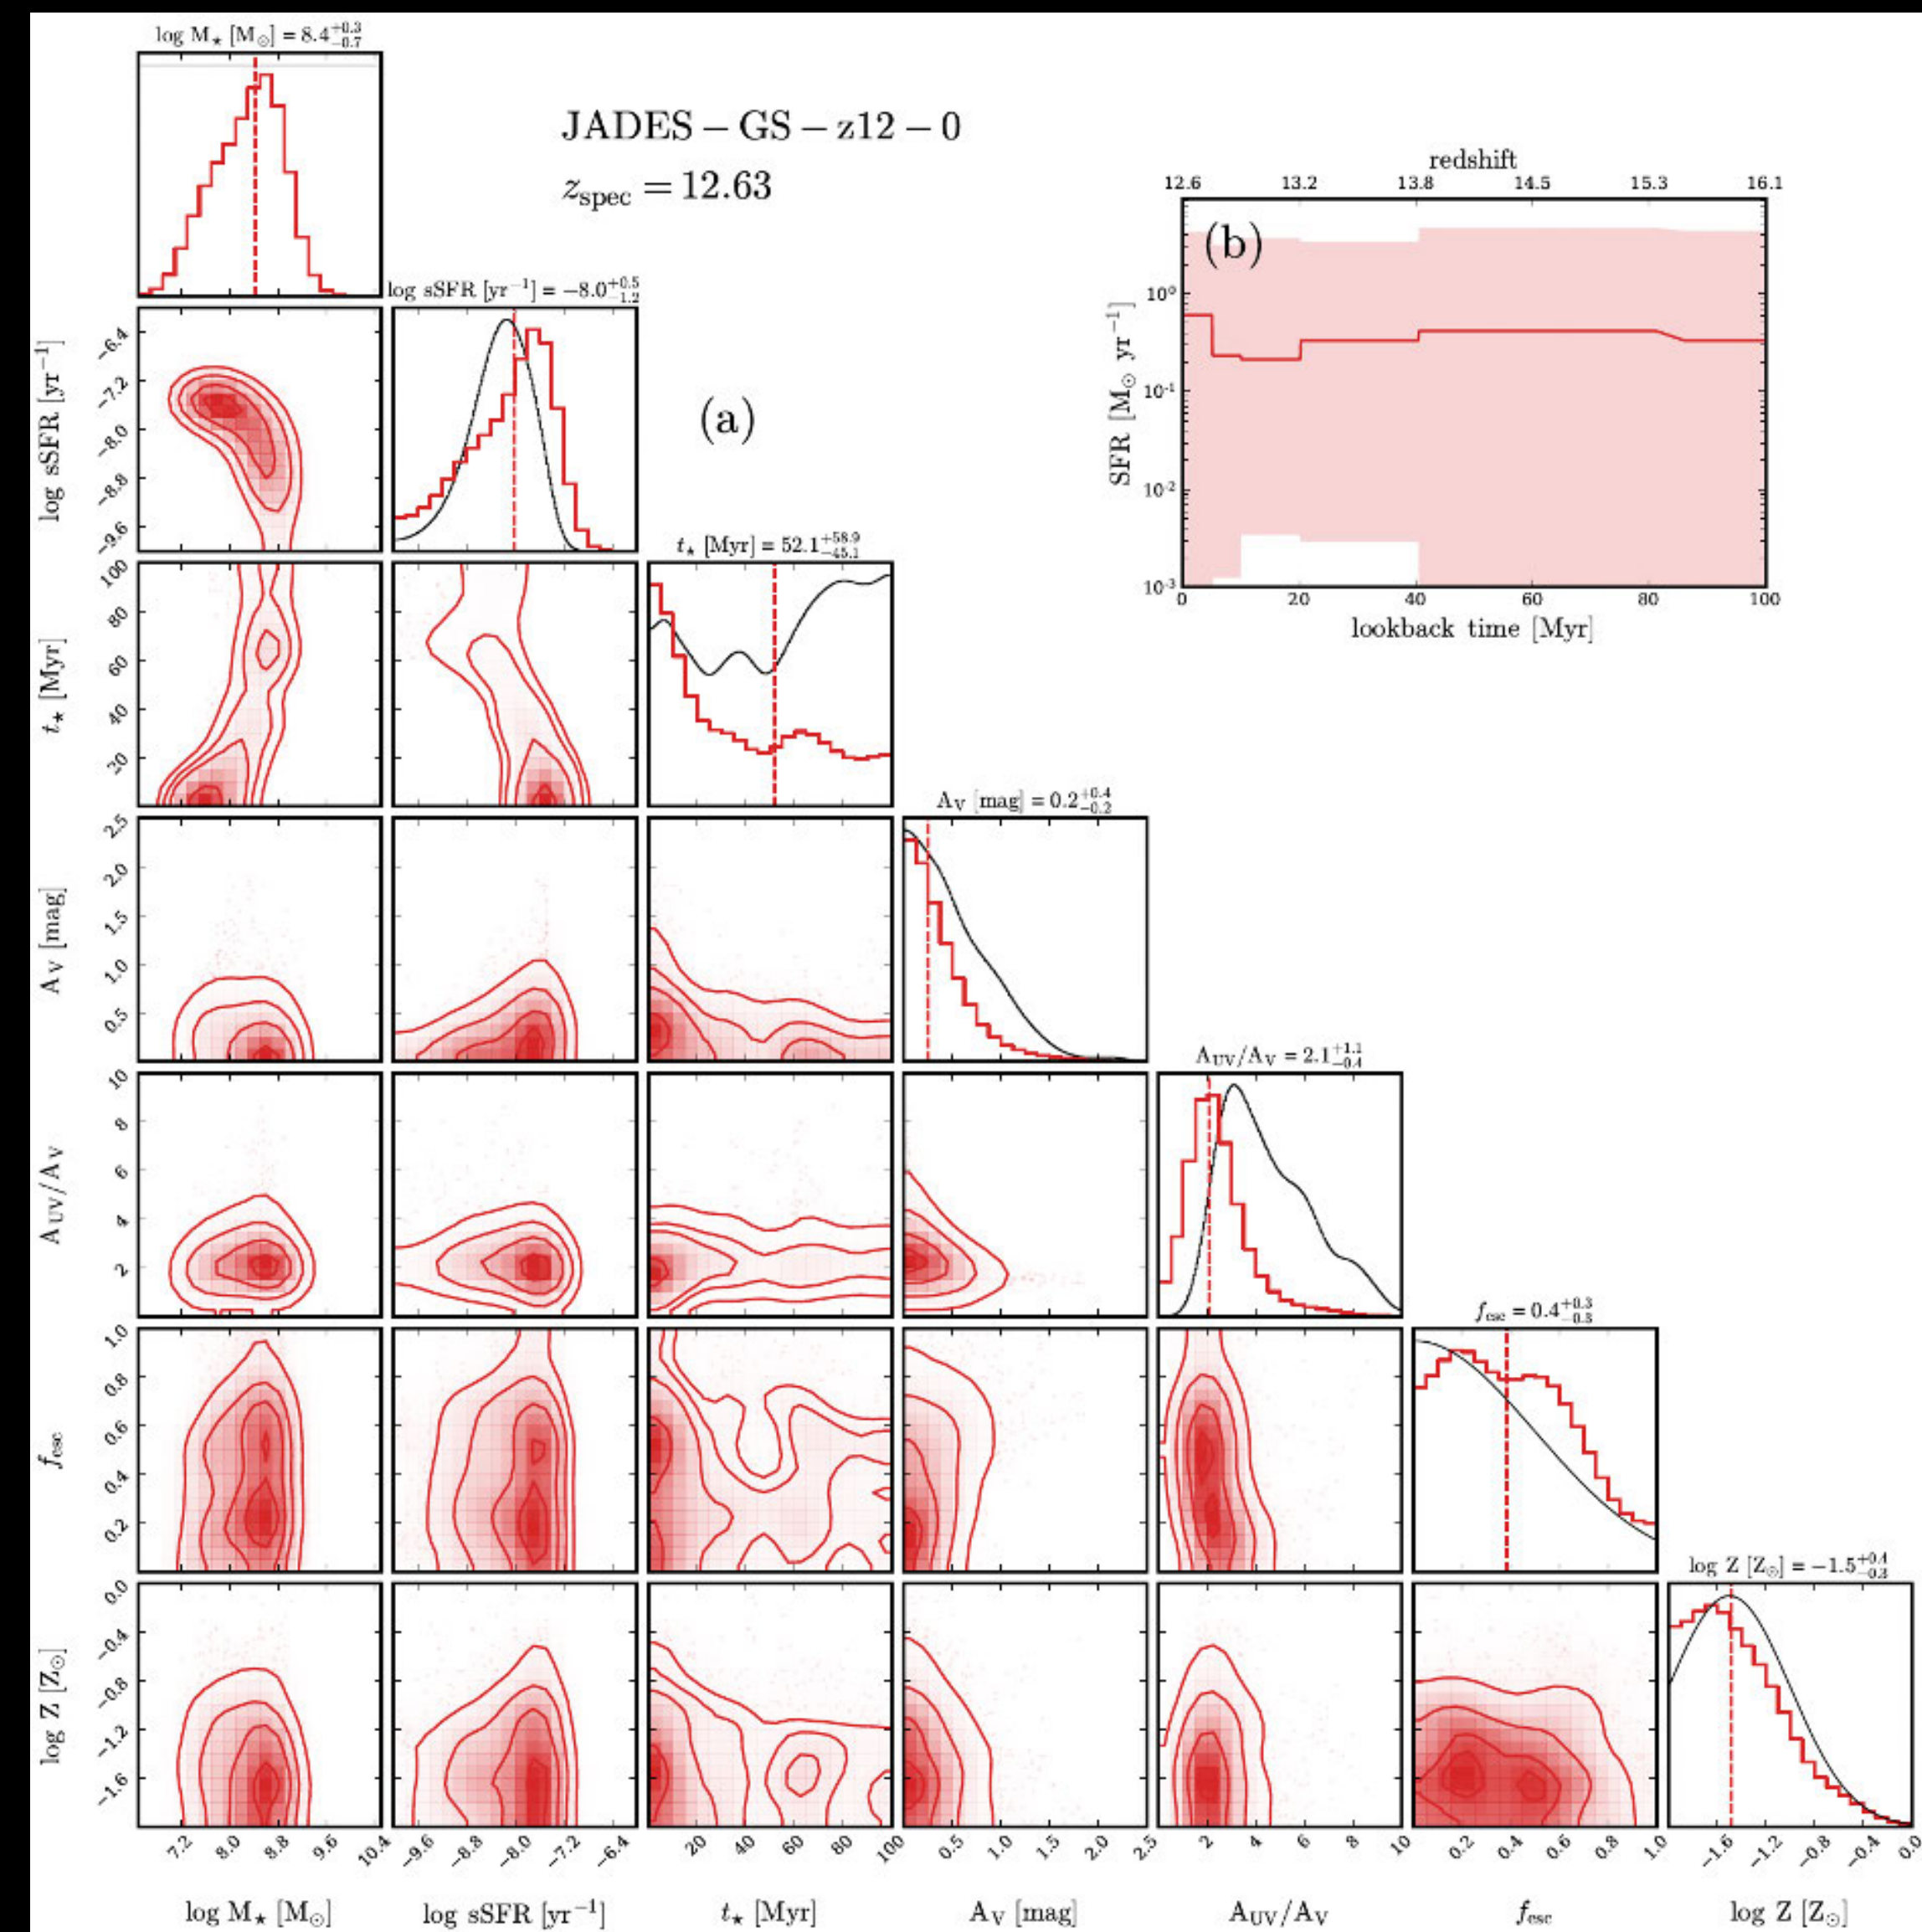 log M⋆ [M⊙] = 8.4 +0.3 −0.7
JADES – GS – z12 – 0
z spec = 12.63
redshift
12.6 13.2 13.8 14.5 15.3 16.1
(b)
SFR [M⊙ yr−1]
10^0
10^-1
10^-2
10^-3
0 20 40 60 80 100
lookback time [Myr]
log sSFR [yr−1] = −8.0 +0.5 −1.2
(a)
log sSFR [yr−1]
−6.4
−7.2
−8.0
−8.8
−9.6
t⋆ [Myr] = 52.1 +58.9 −45.1
t⋆ [Myr]
100
80
60
40
20
AV [mag] = 0.2 +0.4 −0.2
AV [mag]
2.5
2.0
1.5
1.0
0.5
AUV/AV = 2.1 +1.1 −0.4
AUV/AV
10
8
6
4
2
fesc = 0.4 +0.3 −0.3
fesc
1.0
0.8
0.6
0.4
0.2
log Z [Z⊙] = −1.5 +0.4 −0.3
log Z [Z⊙]
0.0
−0.4
−0.8
−1.2
−1.6
7.2 8.0 8.8 9.6 10.4 −9.6 −8.8 −8.0 −7.2 −6.4 20 40 60 80 100 0.5 1.0 1.5 2.0 2.5 2 4 6 8 10 0.2 0.4 0.6 0.8 1.0 −1.6 −1.2 −0.8 −0.4 0.0
log M⋆ [M⊙] log sSFR [yr−1] t⋆ [Myr] AV [mag] AUV/AV fesc log Z [Z⊙]